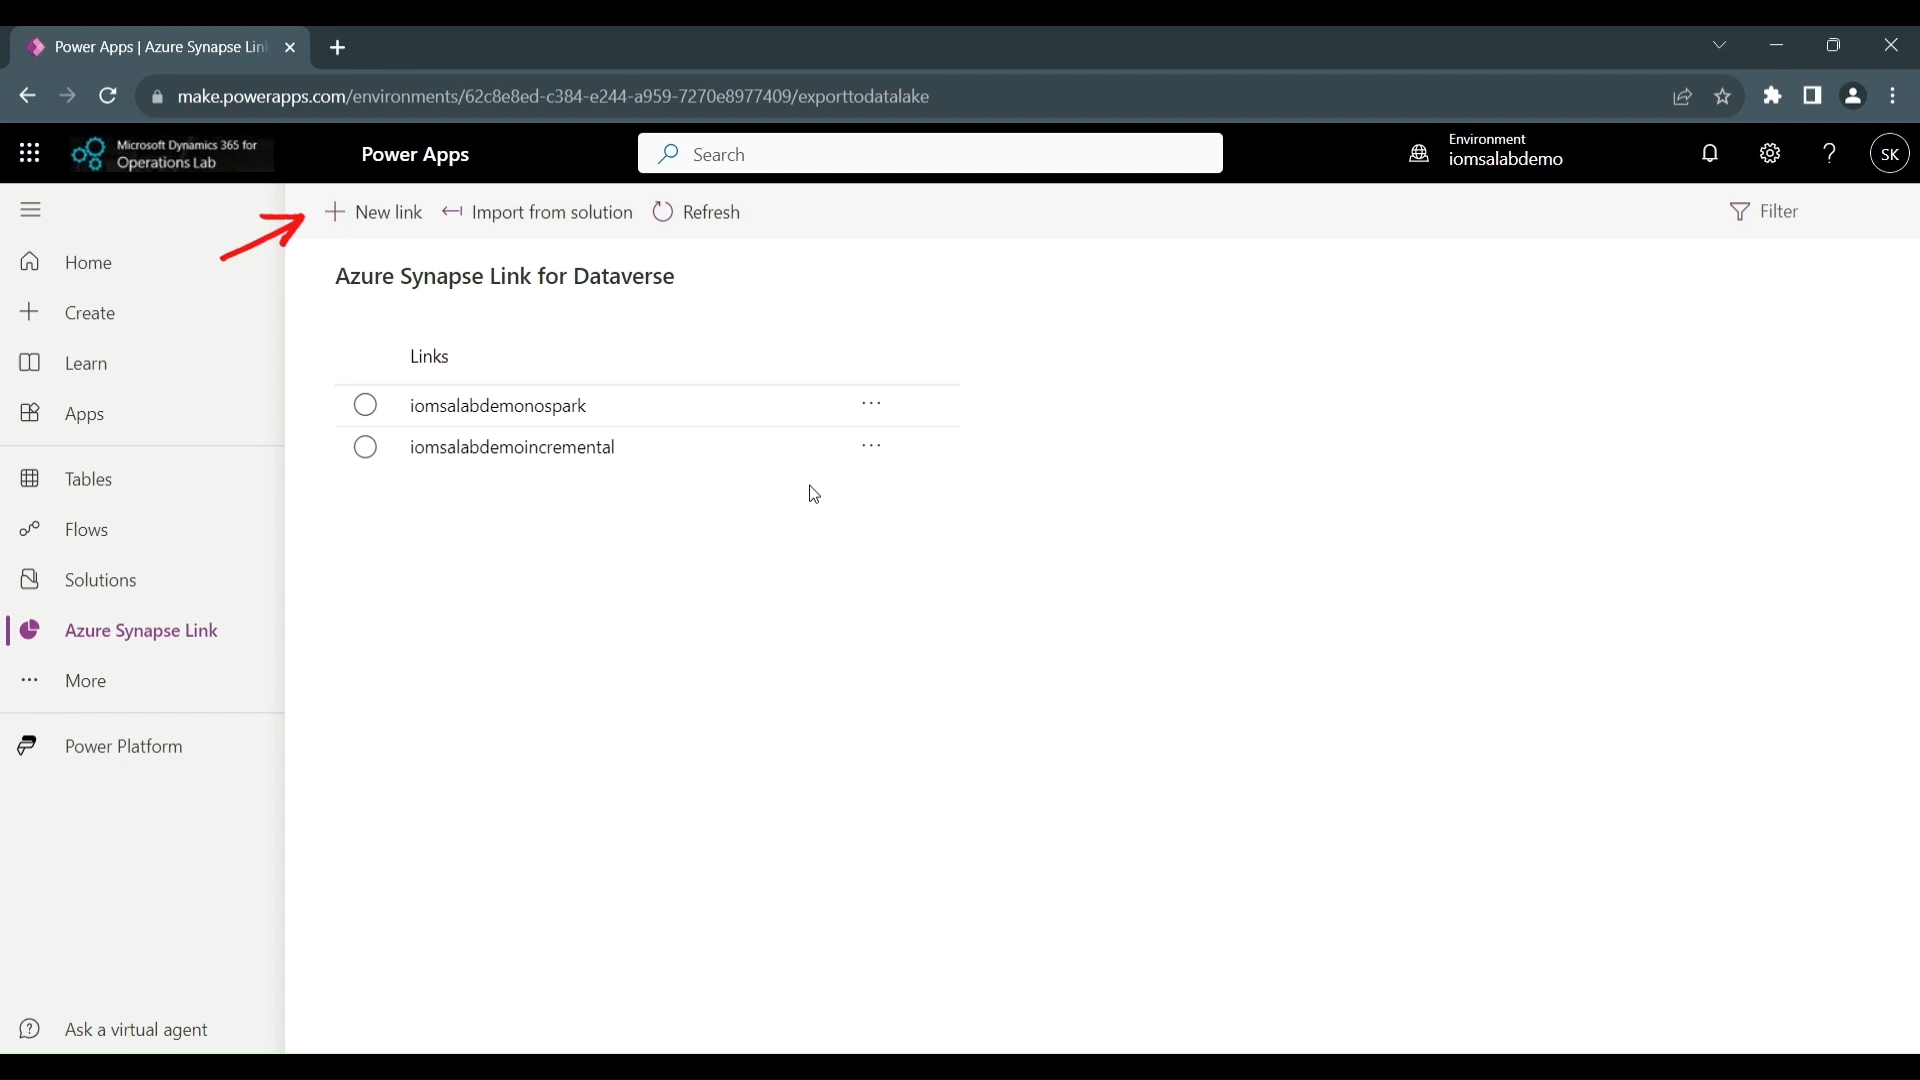 Power Apps | Azure Synapse Lin
make.powerapps.com/environments/62c8e8ed-c384-e244-a959-7270e8977409/exporttodatalake
Microsoft Dynamics 365 for
Operations Lab
Power Apps
Search
Environment
iomsalabdemo
SK
New link
Import from solution
Refresh
Filter
Home
Create
Learn
Apps
Tables
Flows
Solutions
Azure Synapse Link
More
Power Platform
Ask a virtual agent
Azure Synapse Link for Dataverse
Links
iomsalabdemonospark
iomsalabdemoincremental